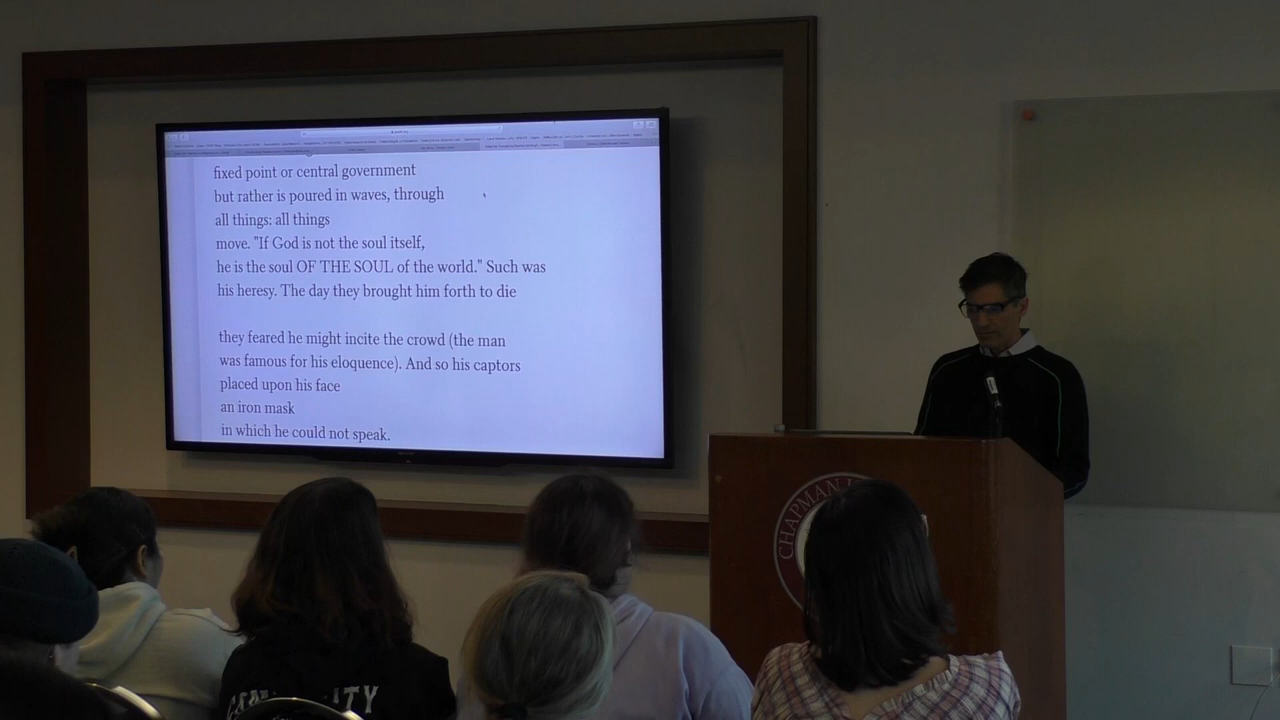 fixed point or central government
but rather is poured in waves, through
all things: all things
move. "If God is not the soul itself,
he is the soul OF THE SOUL of the world." Such was
his heresy. The day they brought him forth to die
they feared he might incite the crowd (the man
was famous for his eloquence). And so his captors
placed upon his face
an iron mask
in which he could not speak.
CHAPMAN